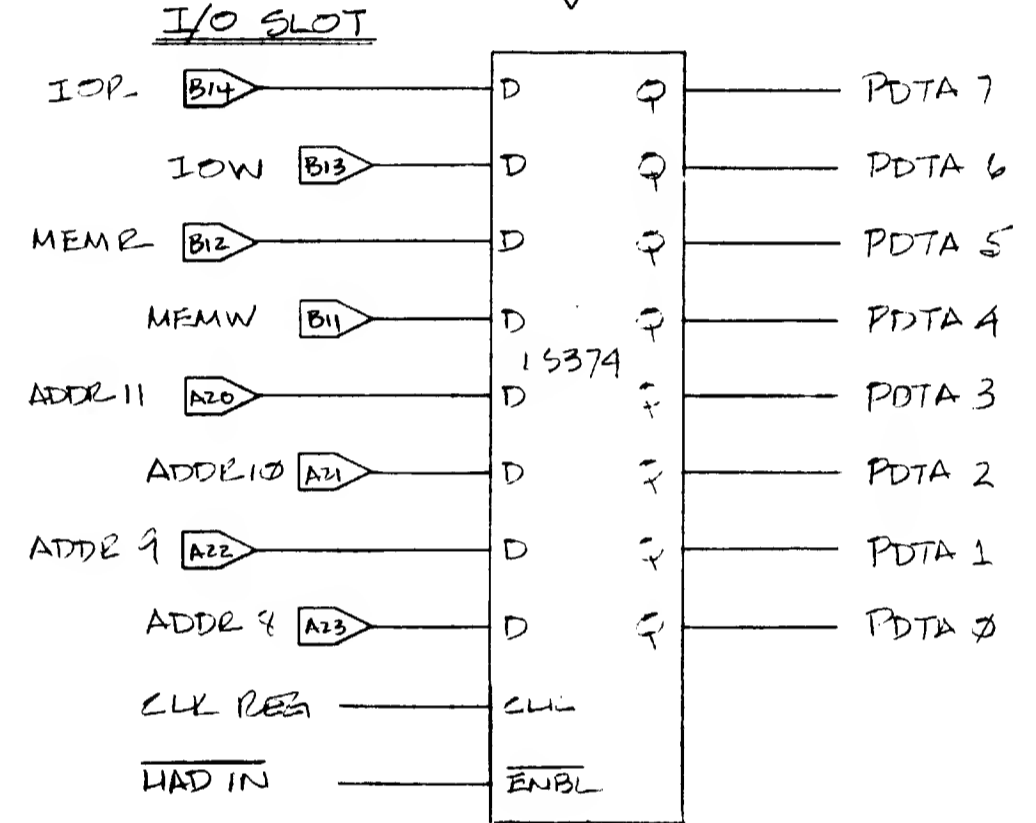 I/O SLOT
IOR B14 D Q PDTA 7
IOW B13 D Q PDTA 6
MEMR B12 D Q PDTA 5
MEMW B11 D Q PDTA 4
LS374
ADDR 11 A20 D Q PDTA 3
ADDR 10 A21 D Q PDTA 2
ADDR 9 A22 D Q PDTA 1
ADDR 8 A23 D Q PDTA 0
CLK REG CLK
HAD IN ENBL